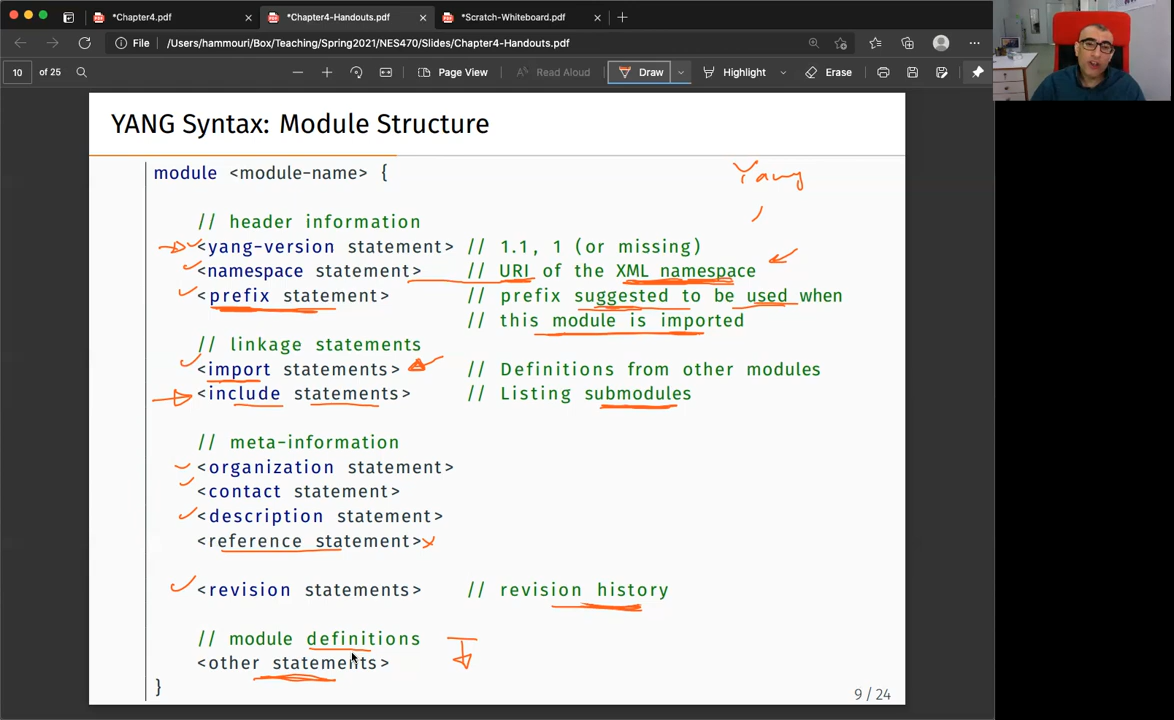 *Chapter4.pdf
*Chapter4-Handouts.pdf
*Scratch-Whiteboard.pdf
File
/Users/hammouri/Box/Teaching/Spring2021/NES470/Slides/Chapter4-Handouts.pdf
10 of 25
Page View
Read Aloud
Draw
Highlight
Erase
YANG Syntax: Module Structure
module <module-name> {
// header information
<yang-version statement> // 1.1, 1 (or missing)
<namespace statement> // URI of the XML namespace
<prefix statement> // prefix suggested to be used when
// this module is imported
// linkage statements
<import statements> // Definitions from other modules
<include statements> // Listing submodules
// meta-information
<organization statement>
<contact statement>
<description statement>
<reference statement>
<revision statements> // revision history
// module definitions
<other statements>
}
9 / 24
Yang